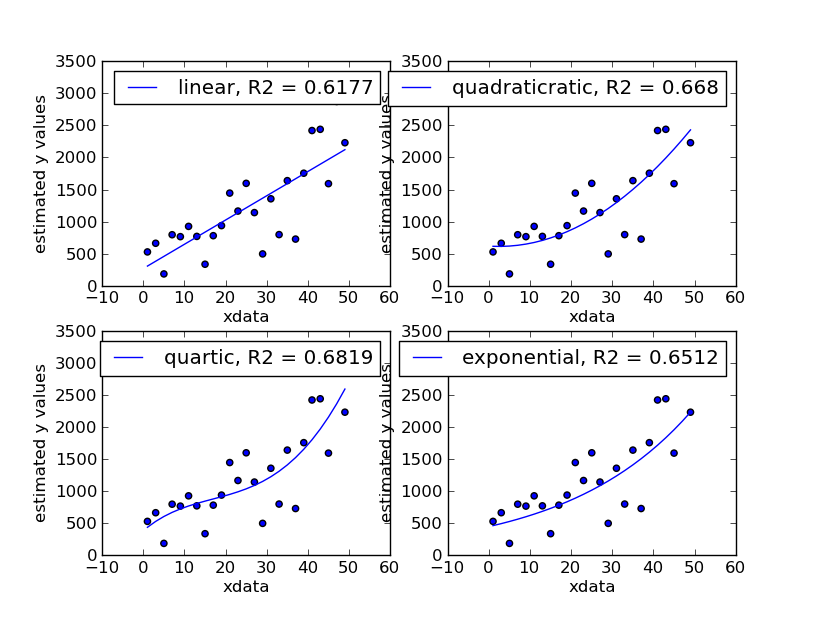 3500
3000
2500
2000
1500
1000
500
0
estimated y values
linear, R2 = 0.6177
−10 0 10 20 30 40 50 60
xdata
3500
3000
2500
2000
1500
1000
500
0
estimated y values
quadraticratic, R2 = 0.668
−10 0 10 20 30 40 50 60
xdata
3500
3000
2500
2000
1500
1000
500
0
estimated y values
quartic, R2 = 0.6819
−10 0 10 20 30 40 50 60
xdata
3500
3000
2500
2000
1500
1000
500
0
estimated y values
exponential, R2 = 0.6512
−10 0 10 20 30 40 50 60
xdata